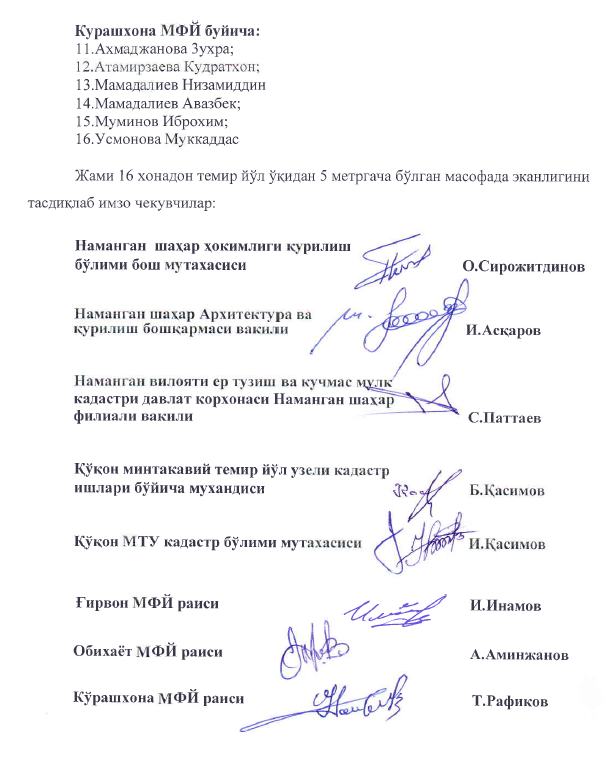 Курашхона МФЙ буйича:
11.Ахмаджанова Зухра;
12.Атамирзаева Кудратхон;
13.Мамадалиев Низамиддин
14.Мамадалиев Авазбек;
15.Муминов Иброхим;
16.Усмонова Муккаддас
Жами 16 хонадон темир йўл ўқидан 5 метргача бўлган масофада эканлигини
тасдиқлаб имзо чекувчилар:
Наманган шаҳар ҳокимлиги қурилиш
бўлими бош мутахасиси О.Сирожитдинов
Наманган шаҳар Архитектура ва
қурилиш бошқармаси вакили И.Асқаров
Наманган вилояти ер тузиш ва кучмас мулк
кадастри давлат корхонаси Наманган шаҳар
филиали вакили С.Паттаев
Қўқон минтакавий темир йўл узели кадастр
ишлари бўйича мухандиси Б.Қасимов
Қўқон МТУ кадастр бўлими мутахасиси И.Қасимов
Ғирвон МФЙ раиси И.Инамов
Обихаёт МФЙ раиси А.Аминжанов
Кўрашхона МФЙ раиси Т.Рафиков